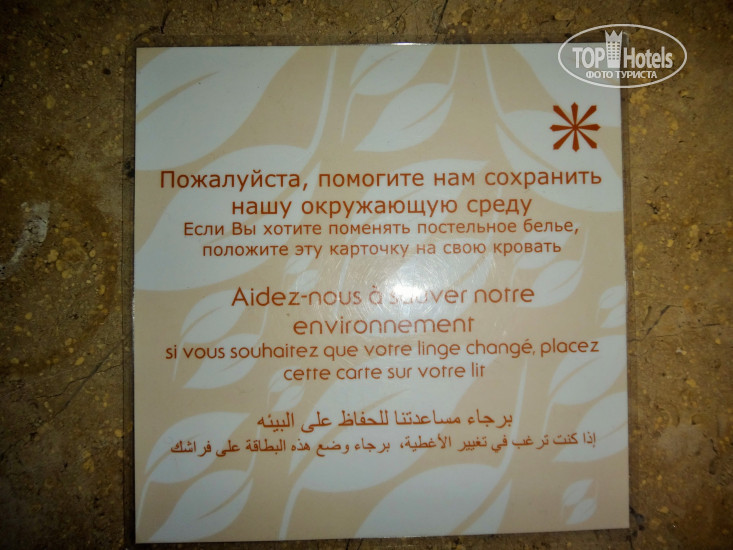 TOP Hotels
ФОТО ТУРИСТА
Пожалуйста, помогите нам сохранить
нашу окружающую среду
Если Вы хотите поменять постельное белье,
положите эту карточку на свою кровать
Aidez-nous à sauver notre
environnement
si vous souhaitez que votre linge changé, placez
cette carte sur votre lit
برجاء مساعدتنا للحفاظ على البيئه
إذا كنت ترغب في تغيير الأغطية، برجاء وضع هذه البطاقة على فراشك